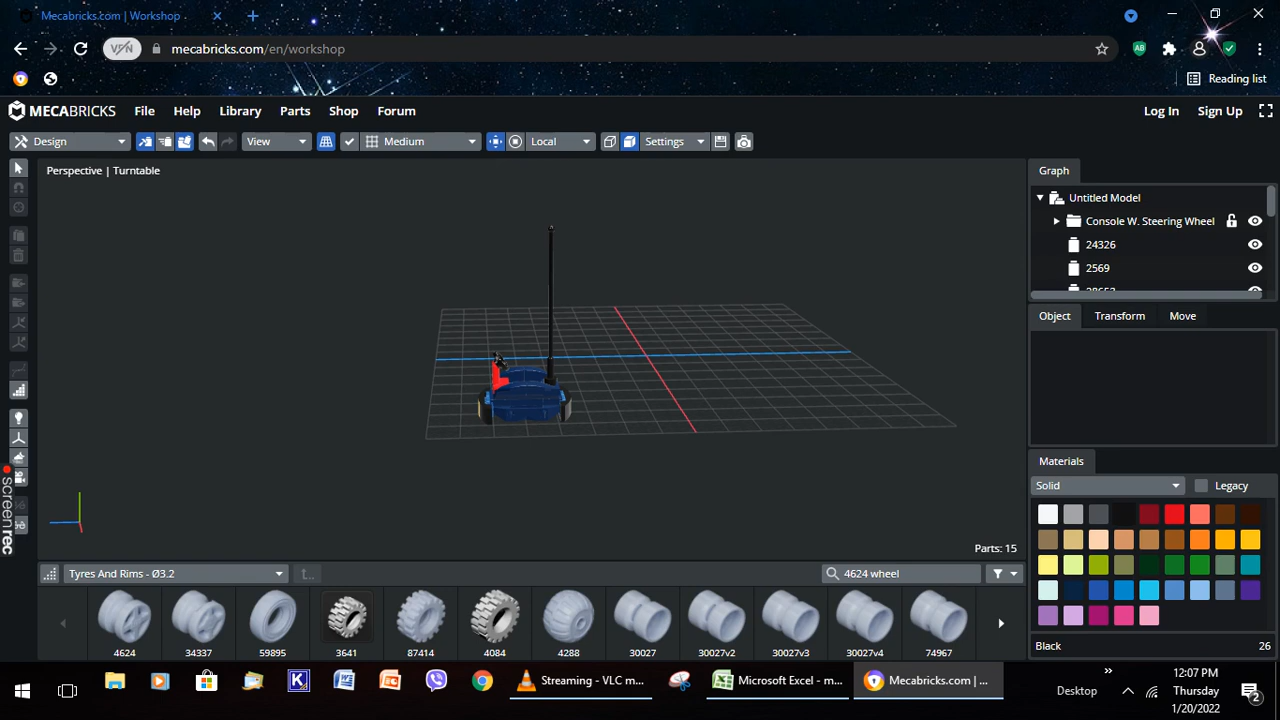 Mecabricks.com | Workshop
VPN mecabricks.com/en/workshop AB
Reading list
MECABRICKS File Help Library Parts Shop Forum Log In Sign Up
Design View Medium Local Settings
Perspective | Turntable
Graph
Untitled Model
Console W. Steering Wheel
24326
2569
Object Transform Move
Materials
Solid Legacy
Parts: 15
Tyres And Rims - Ø3.2 4624 wheel
4624 34337 59895 3641 87414 4084 4288 30027 30027v2 30027v3 30027v4 74967
Black 26
screenrec
Streaming - VLC m... Microsoft Excel - m... Mecabricks.com | ... Desktop
12:07 PM
Thursday
1/20/2022
2